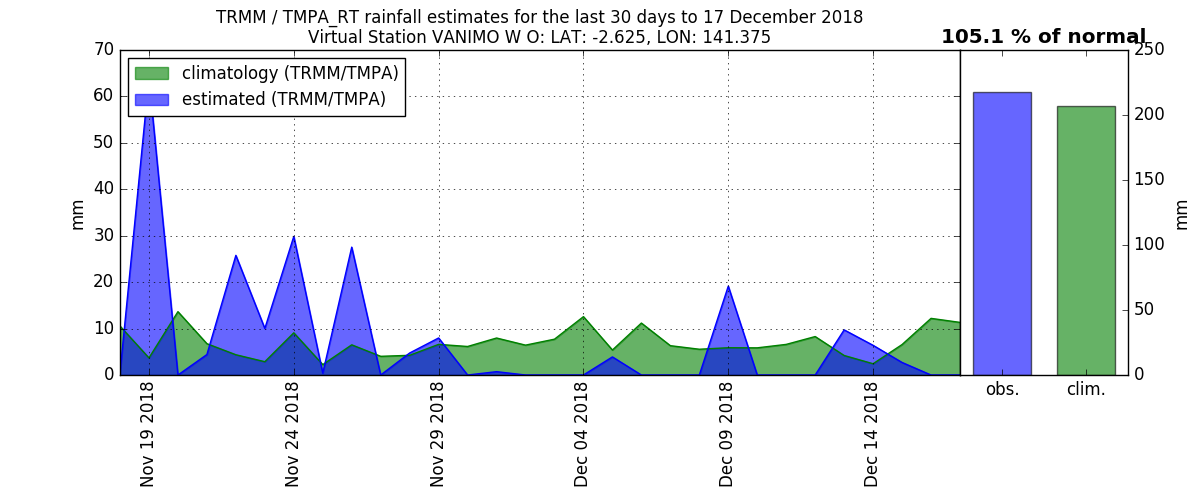 TRMM / TMPA_RT rainfall estimates for the last 30 days to 17 December 2018
Virtual Station VANIMO W O: LAT: -2.625, LON: 141.375
105.1 % of normal
climatology (TRMM/TMPA)
estimated (TRMM/TMPA)
70
60
50
40
30
20
10
0
mm
Nov 19 2018
Nov 24 2018
Nov 29 2018
Dec 04 2018
Dec 09 2018
Dec 14 2018
obs.
clim.
250
200
150
100
50
0
mm